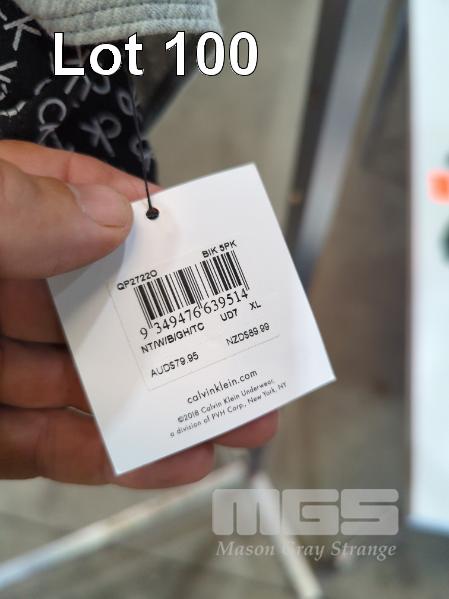 Lot 100
QP2722O BIK 5PK
9 349476 639514
NT/W/B/GH/TC UD7 XL
AUD$79.95 NZD$89.99
calvinklein.com
©2018 Calvin Klein Underwear,
a division of PVH Corp., New York, NY
MGS
Mason Gray Strange